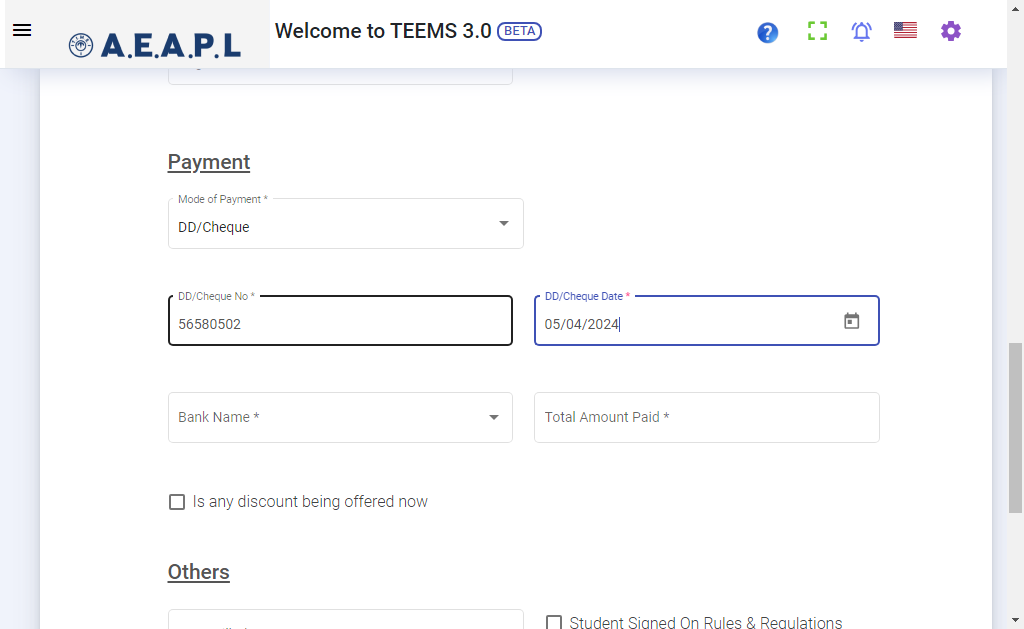 A.E.A.P.L
Welcome to TEEMS 3.0 BETA
Payment
Mode of Payment *
DD/Cheque
DD/Cheque No *
56580502
DD/Cheque Date *
05/04/2024
Bank Name *
Total Amount Paid *
Is any discount being offered now
Others
Student Signed On Rules & Regulations